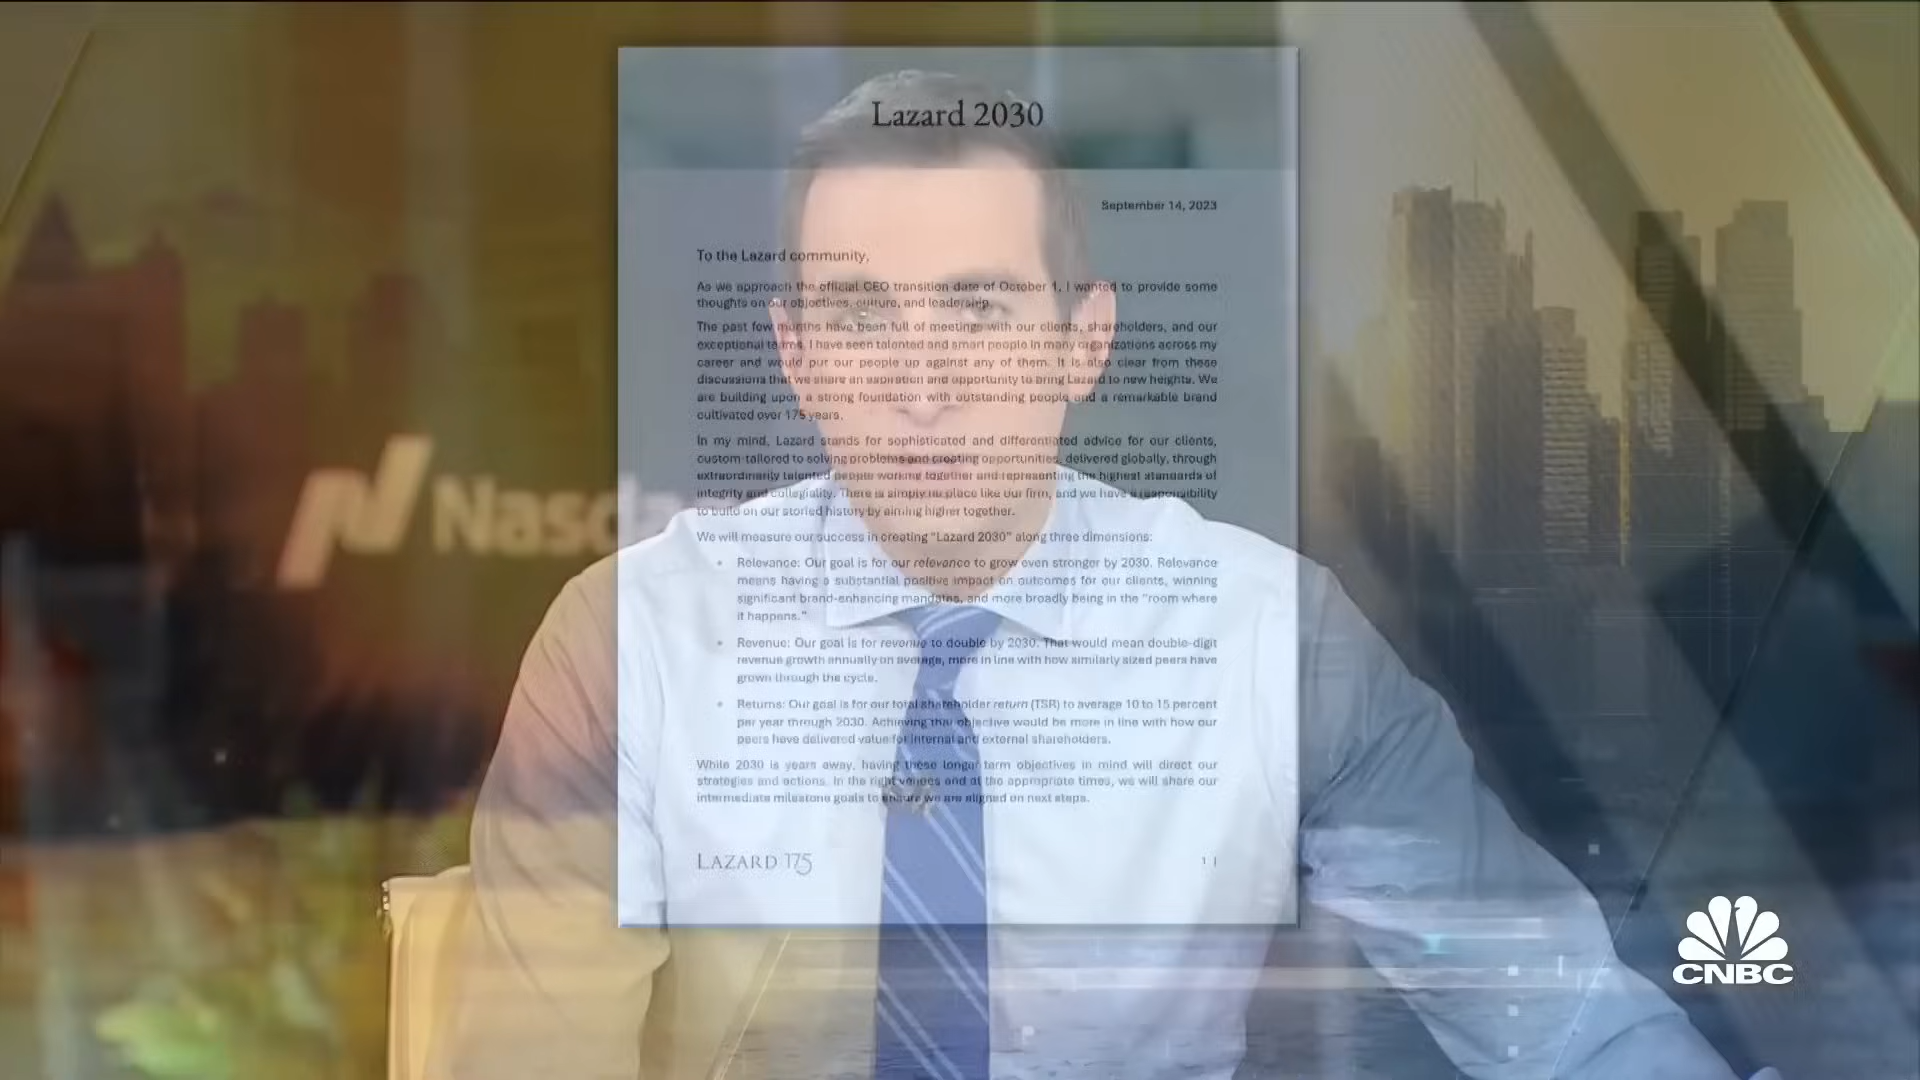 Lazard 2030
September 14, 2023
To the Lazard community,
As we approach the official CEO transition date of October 1, I wanted to provide some
thoughts on our objectives, culture, and leadership.
The past few months have been full of meetings with our clients, shareholders, and our
exceptional teams. I have seen talented and smart people in many organizations across my
career and would put our people up against any of them. It is also clear from these
discussions that we share an aspiration and opportunity to bring Lazard to new heights. We
are building upon a strong foundation with outstanding people and a remarkable brand
cultivated over 175 years.
In my mind, Lazard stands for sophisticated and differentiated advice for our clients,
custom-tailored to solving problems and creating opportunities, delivered globally, through
extraordinarily talented people working together and representing the highest standards of
integrity and collegiality. There is simply no place like our firm, and we have a responsibility
to build on our storied history by aiming higher together.
We will measure our success in creating "Lazard 2030" along three dimensions:
• Relevance: Our goal is for our relevance to grow even stronger by 2030. Relevance
means having a substantial positive impact on outcomes for our clients, winning
significant brand-enhancing mandates, and more broadly being in the "room where
it happens."
• Revenue: Our goal is for revenue to double by 2030. That would mean double-digit
revenue growth annually on average, more in line with how similarly sized peers have
grown through the cycle.
• Returns: Our goal is for our total shareholder return (TSR) to average 10 to 15 percent
per year through 2030. Achieving that objective would be more in line with how our
peers have delivered value for internal and external shareholders.
While 2030 is years away, having these longer term objectives in mind will direct our
strategies and actions. In the right venues and at the appropriate times, we will share our
intermediate milestone goals to ensure we are aligned on next steps.
LAZARD 175
1 |
Nasd
CNBC